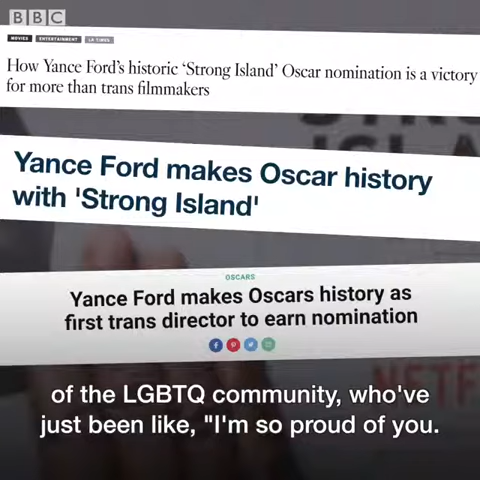 BBC
MOVIES ENTERTAINMENT LA TIMES
How Yance Ford's historic 'Strong Island' Oscar nomination is a victory
for more than trans filmmakers
Yance Ford makes Oscar history
with 'Strong Island'
OSCARS
Yance Ford makes Oscars history as
first trans director to earn nomination
NETF
of the LGBTQ community, who've
just been like, "I'm so proud of you.